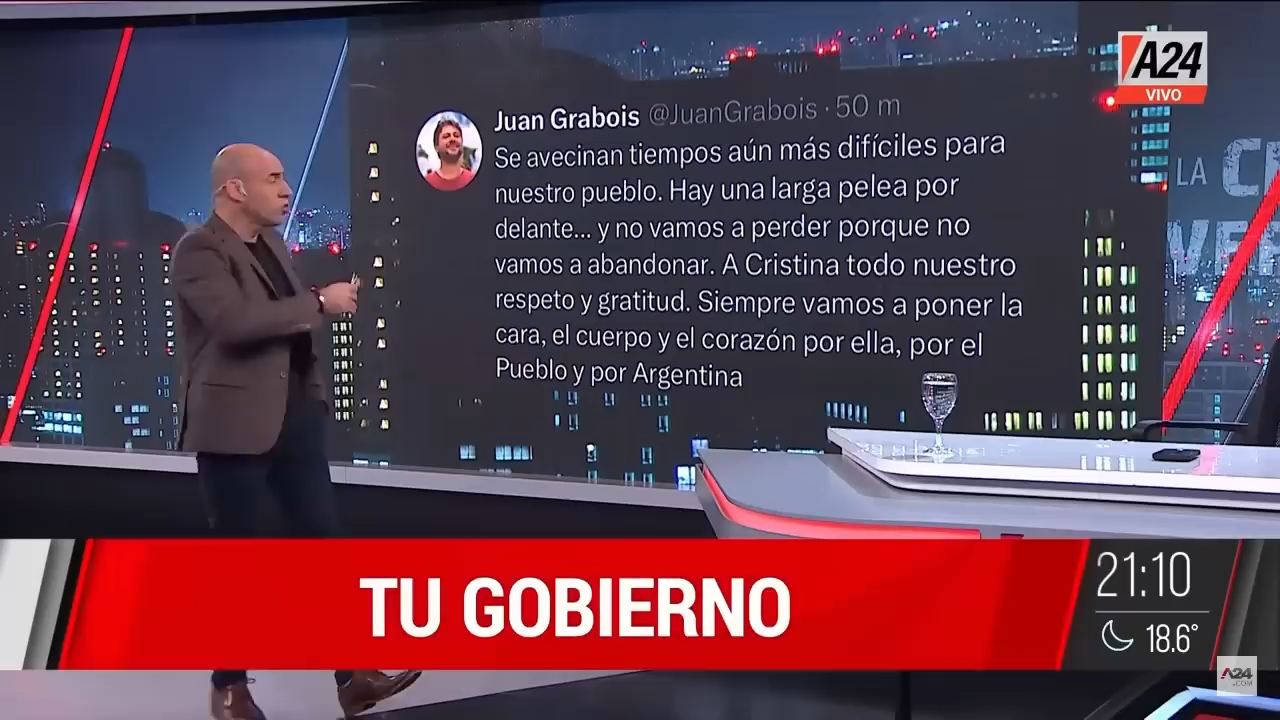 A24
VIVO
Juan Grabois @JuanGrabois · 50 m
Se avecinan tiempos aún más difíciles para
nuestro pueblo. Hay una larga pelea por
delante... y no vamos a perder porque no
vamos a abandonar. A Cristina todo nuestro
respeto y gratitud. Siempre vamos a poner la
cara, el cuerpo y el corazón por ella, por el
Pueblo y por Argentina
LA
TU GOBIERNO
21:10
18.6°
A24
.COM